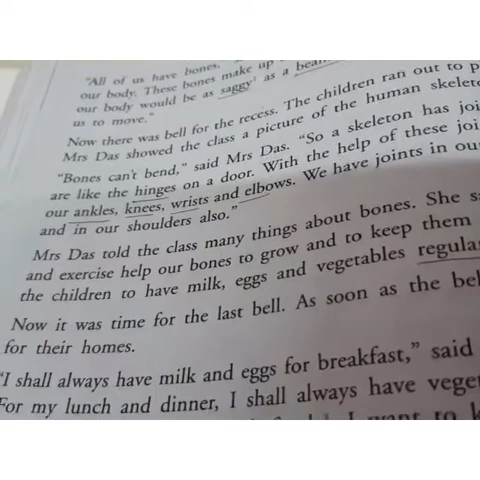 "All of us have bones,
our body. These bones make up
our body would be as saggy¹ as a bean
us to move."
Now there was bell for the recess. The children ran out to p
Mrs Das showed the class a picture of the human skelet
"Bones can't bend," said Mrs Das. "So a skeleton has joi
are like the hinges on a door. With the help of these joi
our ankles, knees, wrists and elbows. We have joints in ou
and in our shoulders also."
Mrs Das told the class many things about bones. She s
and exercise help our bones to grow and to keep them
the children to have milk, eggs and vegetables regula
Now it was time for the last bell. As soon as the bel
for their homes.
"I shall always have milk and eggs for breakfast," said
For my lunch and dinner, I shall always have veget
I want to k